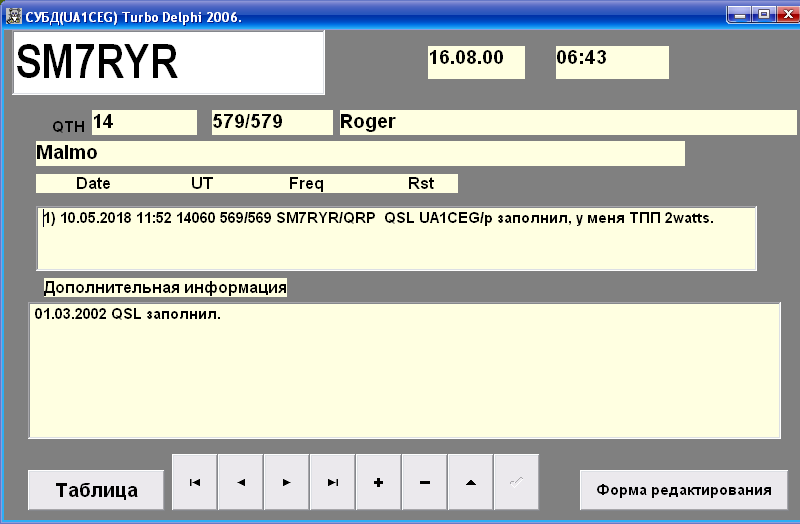 СУБД(UA1CEG) Turbo Delphi 2006.
SM7RYR 16.08.00 06:43
QTH 14 579/579 Roger
Malmo
Date UT Freq Rst
1) 10.05.2018 11:52 14060 569/569 SM7RYR/QRP QSL UA1CEG/p заполнил, у меня ТПП 2watts.
Дополнительная информация
01.03.2002 QSL заполнил.
Таблица Форма редактирования